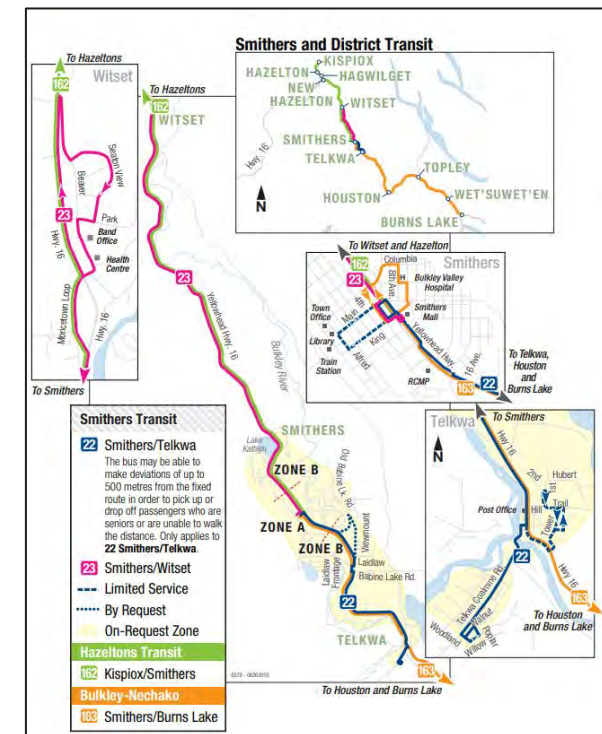 Smithers and District Transit
To Hazeltons
Witset
162
Seaton View
Beaver
Park
23
Band
Office
Health
Centre
Hwy. 16
Moricetown Loop
Hwy. 16
To Smithers
To Hazeltons
162
WITSET
23
Yellowhead Hwy. 16
Bulkley River
SMITHERS
Lake
Kathlyn
ZONE B
Old Babine Lk. Rd.
ZONE A
ZONE B
Viewmount
Laidlaw
Frontage
Laidlaw
Babine Lake Rd.
22
TELKWA
163
To Houston and Burns Lake
KISPIOX
HAZELTON
HAGWILGET
NEW
HAZELTON
WITSET
Hwy. 16
SMITHERS
TELKWA
TOPLEY
HOUSTON
WET'SUWET'EN
BURNS LAKE
N
To Witset and Hazelton
Smithers
162
23
Columbia
8th Ave.
H
Bulkley Valley
Hospital
Town
Office
Main
4th
Smithers
Mall
Library
King
Train
Station
Alfred
Yellowhead Hwy.
16 Ave.
RCMP
N
163
22
To Telkwa,
Houston
and
Burns Lake
Telkwa
To Smithers
N
Hwy 16
2nd
1st
Hubert
Post Office
Hill
Trail
Tower
22
Hwy 16
Telkwa Coalmine Rd.
Walnut
Woodland
Poplar
Willow
163
To Houston
and Burns Lake
Smithers Transit
22 Smithers/Telkwa
The bus may be able to
make deviations of up to
500 metres from the fixed
route in order to pick up or
drop off passengers who are
seniors or are unable to walk
the distance. Only applies to
22 Smithers/Telkwa.
23 Smithers/Witset
Limited Service
By Request
On-Request Zone
Hazeltons Transit
162 Kispiox/Smithers
Bulkley-Nechako
163 Smithers/Burns Lake